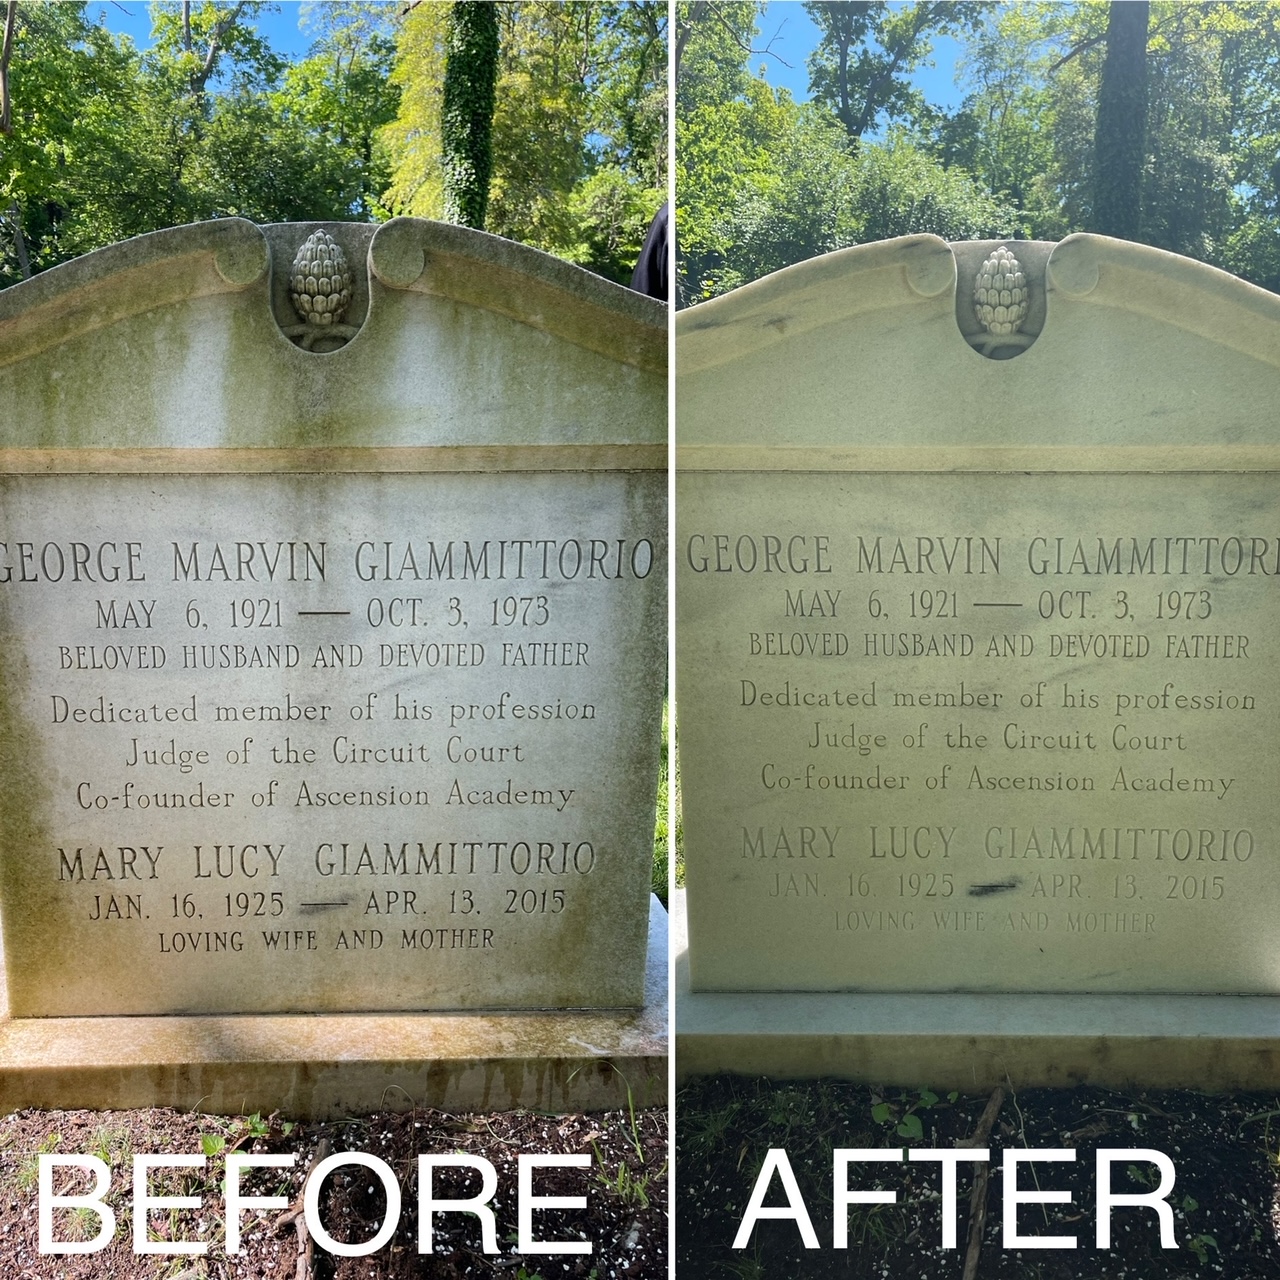 GEORGE MARVIN GIAMMITTORIO
MAY 6, 1921 — OCT. 3, 1973
BELOVED HUSBAND AND DEVOTED FATHER
Dedicated member of his profession
Judge of the Circuit Court
Co-founder of Ascension Academy
MARY LUCY GIAMMITTORIO
JAN. 16, 1925 — APR. 13, 2015
LOVING WIFE AND MOTHER
BEFORE
GEORGE MARVIN GIAMMITTORI
MAY 6, 1921 — OCT. 3, 1973
BELOVED HUSBAND AND DEVOTED FATHER
Dedicated member of his profession
Judge of the Circuit Court
Co-founder of Ascension Academy
MARY LUCY GIAMMITTORIO
JAN. 16. 1925 — APR. 13, 2015
LOVING WIFE AND MOTHER
AFTER